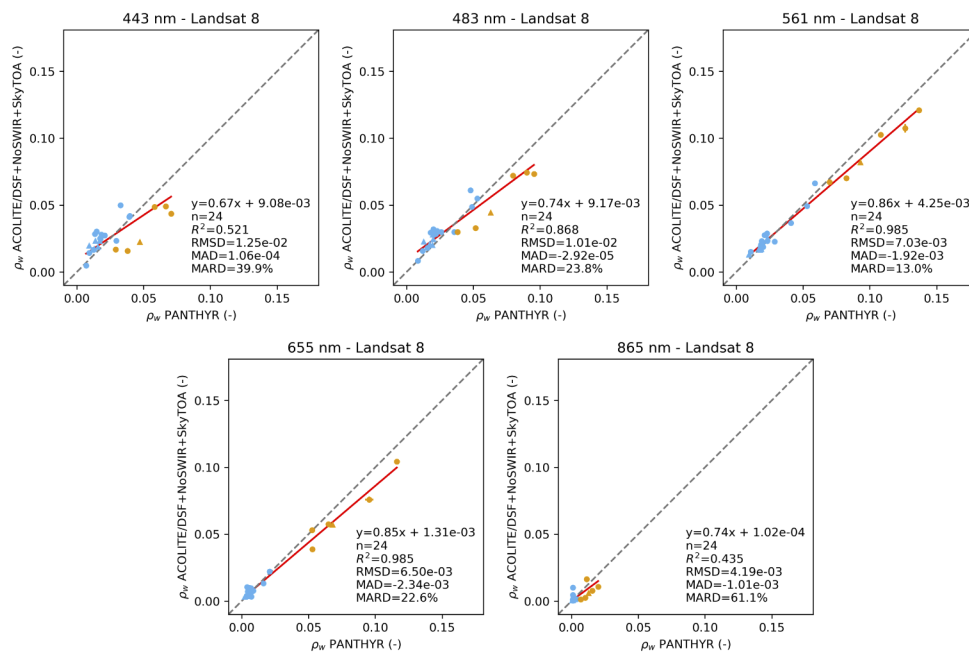 443 nm - Landsat 8
ρw ACOLITE/DSF+NoSWIR+SkyTOA (-)
0.15
0.10
0.05
0.00
y=0.67x + 9.08e-03
n=24
R²=0.521
RMSD=1.25e-02
MAD=1.06e-04
MARD=39.9%
0.00 0.05 0.10 0.15
ρw PANTHYR (-)
483 nm - Landsat 8
ρw ACOLITE/DSF+NoSWIR+SkyTOA (-)
0.15
0.10
0.05
0.00
y=0.74x + 9.17e-03
n=24
R²=0.868
RMSD=1.01e-02
MAD=-2.92e-05
MARD=23.8%
0.00 0.05 0.10 0.15
ρw PANTHYR (-)
561 nm - Landsat 8
ρw ACOLITE/DSF+NoSWIR+SkyTOA (-)
0.15
0.10
0.05
0.00
y=0.86x + 4.25e-03
n=24
R²=0.985
RMSD=7.03e-03
MAD=-1.92e-03
MARD=13.0%
0.00 0.05 0.10 0.15
ρw PANTHYR (-)
655 nm - Landsat 8
ρw ACOLITE/DSF+NoSWIR+SkyTOA (-)
0.15
0.10
0.05
0.00
y=0.85x + 1.31e-03
n=24
R²=0.985
RMSD=6.50e-03
MAD=-2.34e-03
MARD=22.6%
0.00 0.05 0.10 0.15
ρw PANTHYR (-)
865 nm - Landsat 8
ρw ACOLITE/DSF+NoSWIR+SkyTOA (-)
0.15
0.10
0.05
0.00
y=0.74x + 1.02e-04
n=24
R²=0.435
RMSD=4.19e-03
MAD=-1.01e-03
MARD=61.1%
0.00 0.05 0.10 0.15
ρw PANTHYR (-)